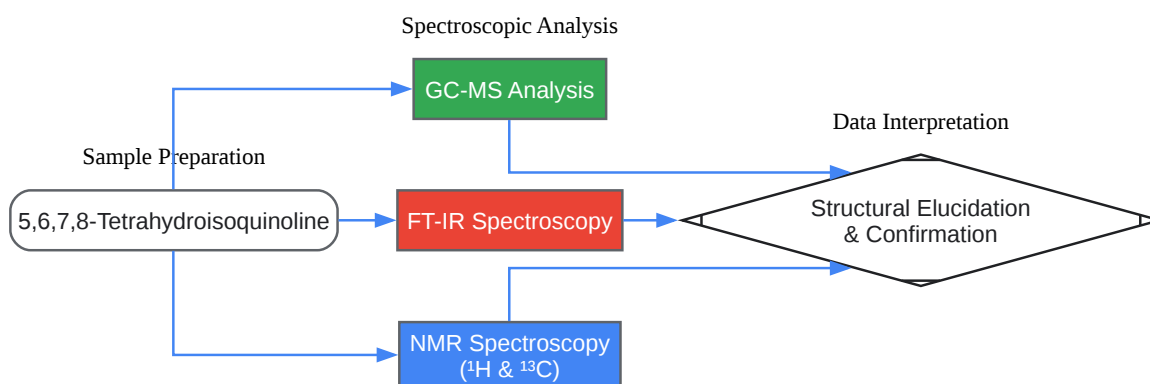 Spectroscopic Analysis
GC-MS Analysis
Data Interpretation
Sample Preparation
5,6,7,8-Tetrahydroisoquinoline
FT-IR Spectroscopy
Structural Elucidation
& Confirmation
NMR Spectroscopy
(¹H & ¹³C)